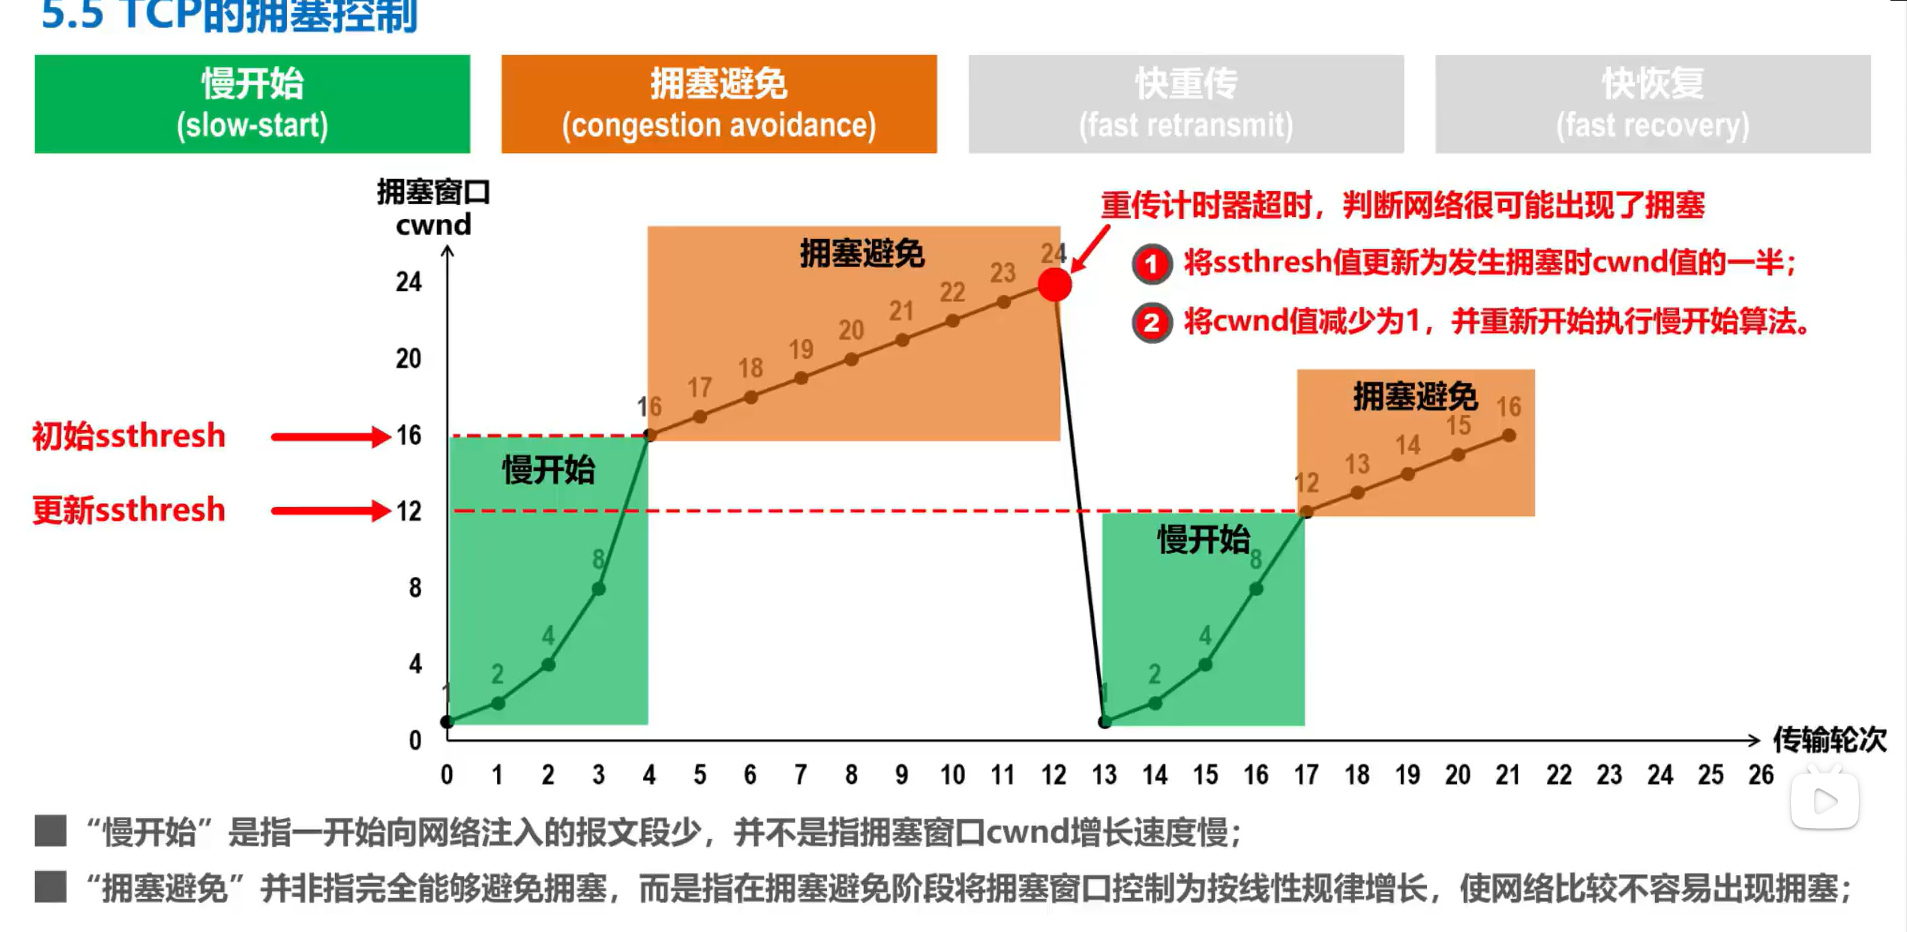 5.5 TCP的拥塞控制
慢开始
(slow-start)
拥塞避免
(congestion avoidance)
快重传
(fast retransmit)
快恢复
(fast recovery)
拥塞窗口
cwnd
重传计时器超时，判断网络很可能出现了拥塞
1 将ssthresh值更新为发生拥塞时cwnd值的一半；
2 将cwnd值减少为1，并重新开始执行慢开始算法。
拥塞避免
24
23
22
21
20
19
18
17
16
24
20
16
12
8
4
0
初始ssthresh
更新ssthresh
慢开始
8
4
2
1
拥塞避免
16
15
14
13
12
慢开始
8
4
2
1
传输轮次
0 1 2 3 4 5 6 7 8 9 10 11 12 13 14 15 16 17 18 19 20 21 22 23 24 25 26
“慢开始”是指一开始向网络注入的报文段少，并不是指拥塞窗口cwnd增长速度慢；
“拥塞避免”并非指完全能够避免拥塞，而是指在拥塞避免阶段将拥塞窗口控制为按线性规律增长，使网络比较不容易出现拥塞；